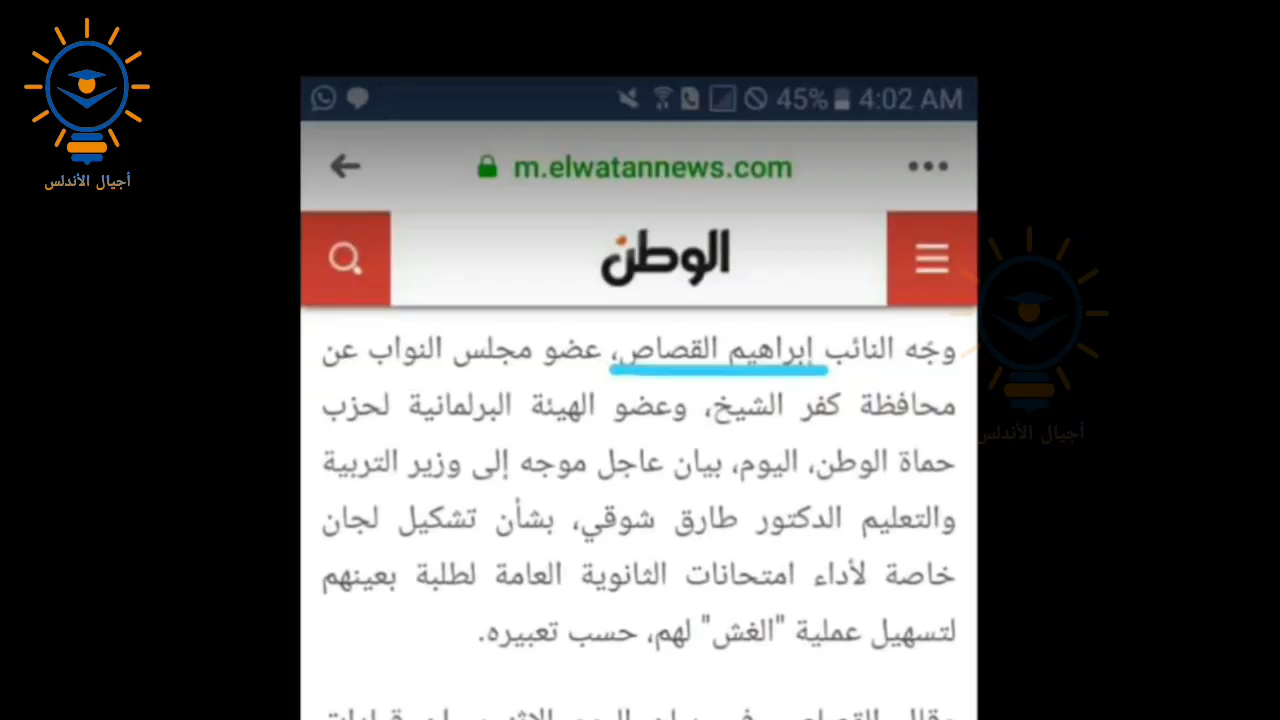 أجيال الأندلس
45% 4:02 AM
m.elwatannews.com
الوطن
وجَه النائب إبراهيم القصاص، عضو مجلس النواب عن
محافظة كفر الشيخ، وعضو الهيئة البرلمانية لحزب
حماة الوطن، اليوم، بيان عاجل موجه إلى وزير التربية
والتعليم الدكتور طارق شوقي، بشأن تشكيل لجان
خاصة لأداء امتحانات الثانوية العامة لطلبة بعينهم
لتسهيل عملية "الغش" لهم، حسب تعبيره.
أجيال الأندلس